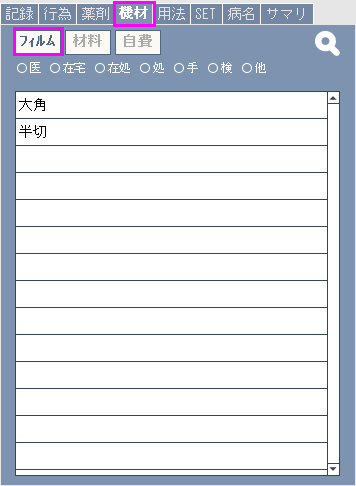 記録 行為 薬剤 機材 用法 SET 病名 サマリ
フィルム 材料 自費
医 在宅 在処 処 手 検 他
大角
半切